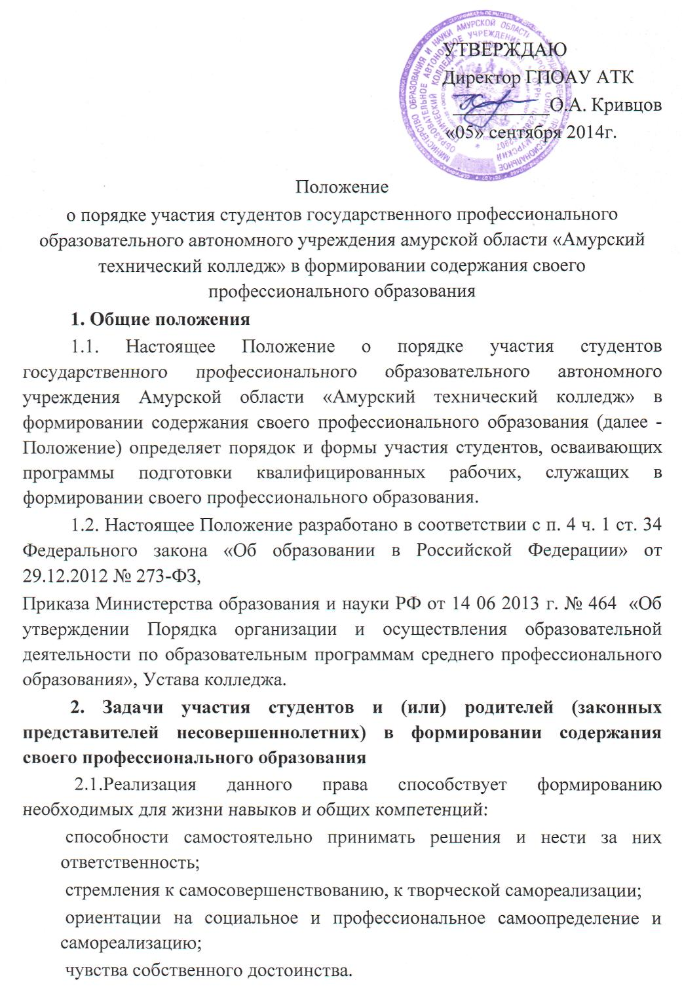 УТВЕРЖДАЮ
Директор ГПОАУ АТК
__________О.А. Кривцов
«05» сентября 2014г.
Положение
о порядке участия студентов государственного профессионального
образовательного автономного учреждения амурской области «Амурский
технический колледж» в формировании содержания своего
профессионального образования
1. Общие положения
1.1. Настоящее Положение о порядке участия студентов
государственного профессионального образовательного автономного
учреждения Амурской области «Амурский технический колледж» в
формировании содержания своего профессионального образования (далее -
Положение) определяет порядок и формы участия студентов, осваивающих
программы подготовки квалифицированных рабочих, служащих в
формировании своего профессионального образования.
1.2. Настоящее Положение разработано в соответствии с п. 4 ч. 1 ст. 34
Федерального закона «Об образовании в Российской Федерации» от
29.12.2012 № 273-ФЗ,
Приказа Министерства образования и науки РФ от 14 06 2013 г. № 464 «Об
утверждении Порядка организации и осуществления образовательной
деятельности по образовательным программам среднего профессионального
образования», Устава колледжа.
2. Задачи участия студентов и (или) родителей (законных
представителей несовершеннолетних) в формировании содержания
своего профессионального образования
2.1.Реализация данного права способствует формированию
необходимых для жизни навыков и общих компетенций:
способности самостоятельно принимать решения и нести за них
ответственность;
стремления к самосовершенствованию, к творческой самореализации;
ориентации на социальное и профессиональное самоопределение и
самореализацию;
чувства собственного достоинства.
МИНИСТЕРСТВО ОБРАЗОВАНИЯ И НАУКИ АМУРСКОЙ ОБЛАСТИ